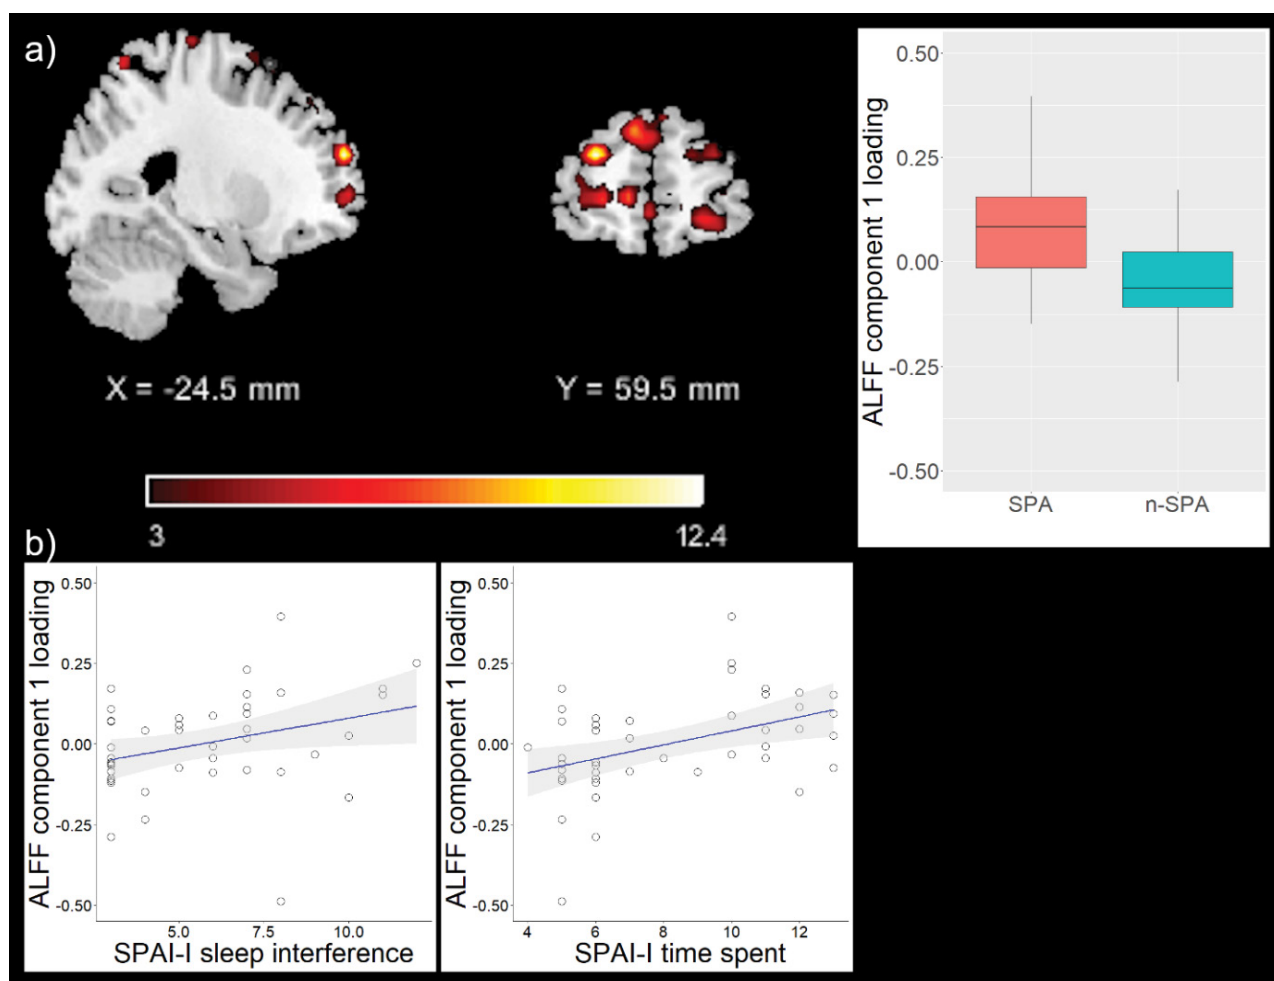 a)
X = -24.5 mm
Y = 59.5 mm
3
12.4
ALFF component 1 loading
0.50
0.25
0.00
-0.25
-0.50
SPA
n-SPA
b)
ALFF component 1 loading
0.50
0.25
0.00
-0.25
-0.50
5.0
7.5
10.0
SPAI-I sleep interference
ALFF component 1 loading
0.50
0.25
0.00
-0.25
-0.50
4
6
8
10
12
SPAI-I time spent